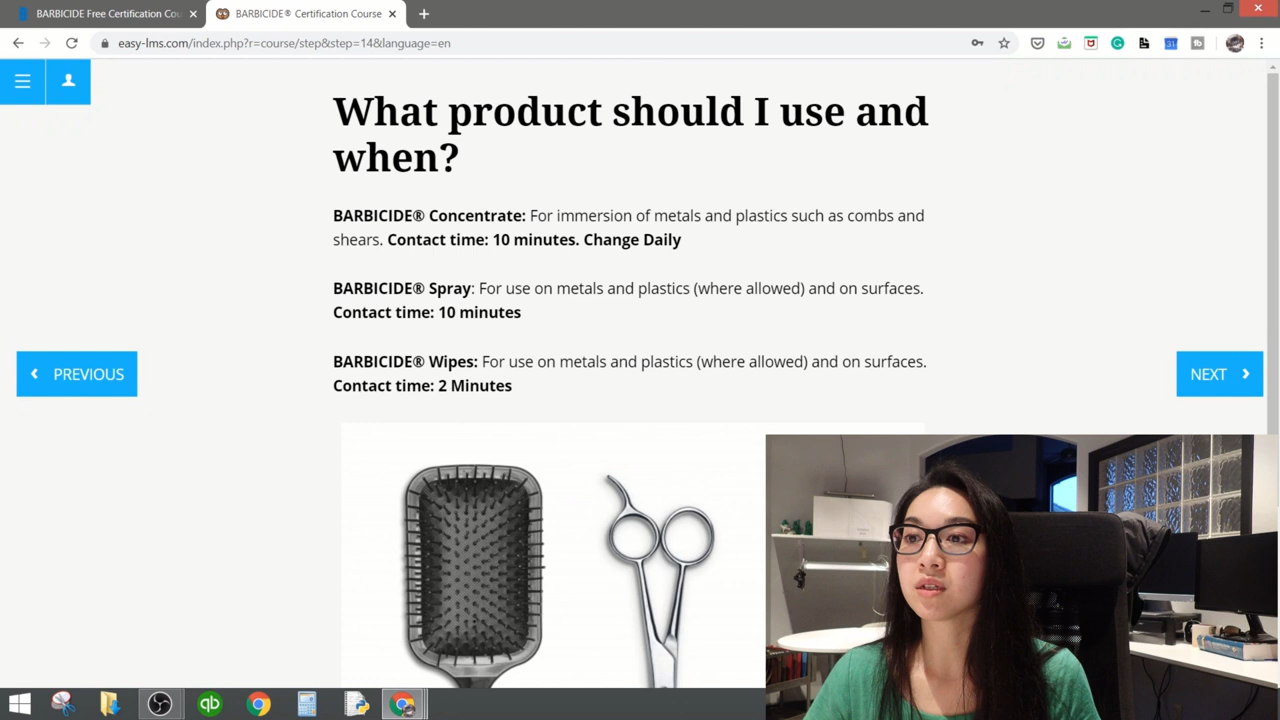 BARBICIDE Free Certification Cou
BARBICIDE® Certification Course
easy-lms.com/index.php?r=course/step&step=14&language=en
What product should I use and
when?
BARBICIDE® Concentrate: For immersion of metals and plastics such as combs and
shears. Contact time: 10 minutes. Change Daily
BARBICIDE® Spray: For use on metals and plastics (where allowed) and on surfaces.
Contact time: 10 minutes
BARBICIDE® Wipes: For use on metals and plastics (where allowed) and on surfaces.
Contact time: 2 Minutes
PREVIOUS
NEXT
31
qb